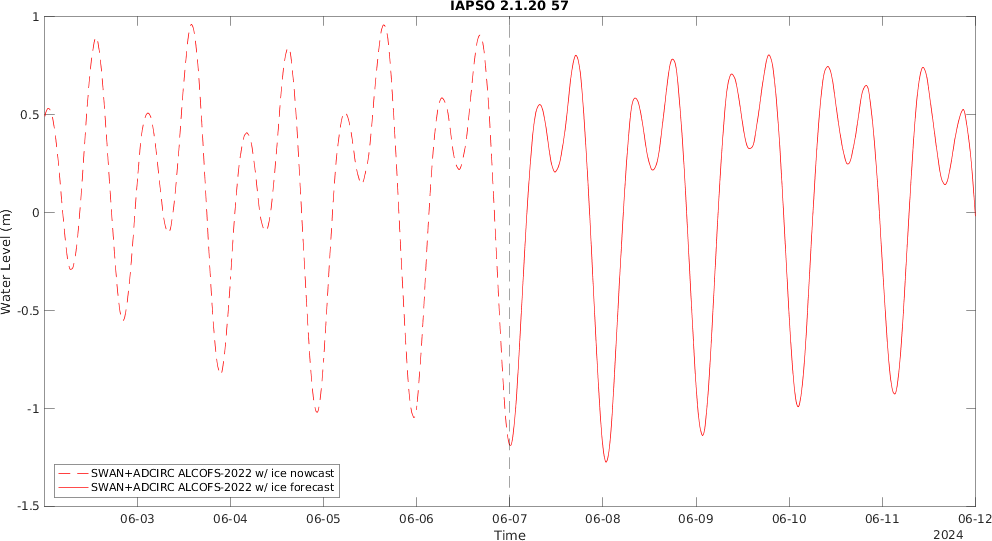 IAPSO 2.1.20 57
1
0.5
0
-0.5
-1
-1.5
Water Level (m)
SWAN+ADCIRC ALCOFS-2022 w/ ice nowcast
SWAN+ADCIRC ALCOFS-2022 w/ ice forecast
06-03 06-04 06-05 06-06 06-07 06-08 06-09 06-10 06-11 06-12
Time
2024